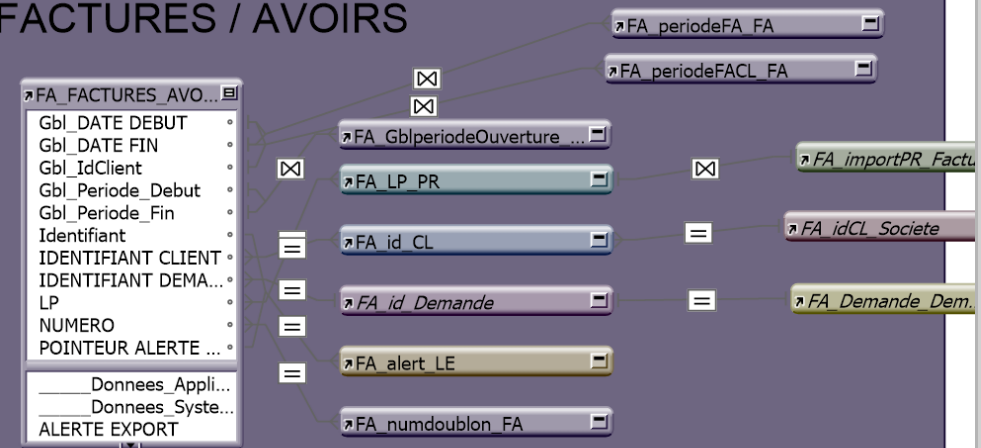 FACTURES / AVOIRS
FA_periodeFA_FA
FA_periodeFACL_FA
FA_FACTURES_AVO...
Gbl_DATE DEBUT
Gbl_DATE FIN
Gbl_IdClient
Gbl_Periode_Debut
Gbl_Periode_Fin
Identifiant
IDENTIFIANT CLIENT
IDENTIFIANT DEMA...
LP
NUMERO
POINTEUR ALERTE ...
_____Donnees_Appli...
_____Donnees_Syste...
ALERTE EXPORT
FA_GblperiodeOuverture_...
FA_LP_PR
FA_id_CL
FA_id_Demande
FA_alert_LE
FA_numdoublon_FA
FA_importPR_Factu
FA_idCL_Societe
FA_Demande_Dem...